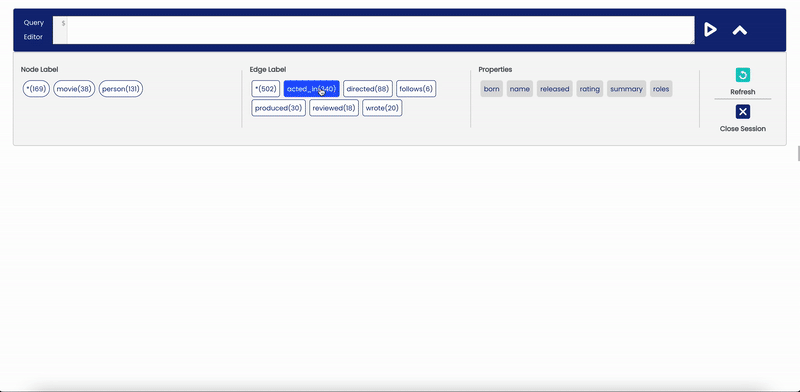 Query
Editor
$
Node Label
*(169) movie(38) person(131)
Edge Label
*(502) acted_in(340) directed(88) follows(6)
produced(30) reviewed(18) wrote(20)
Properties
born name released rating summary roles
Refresh
Close Session